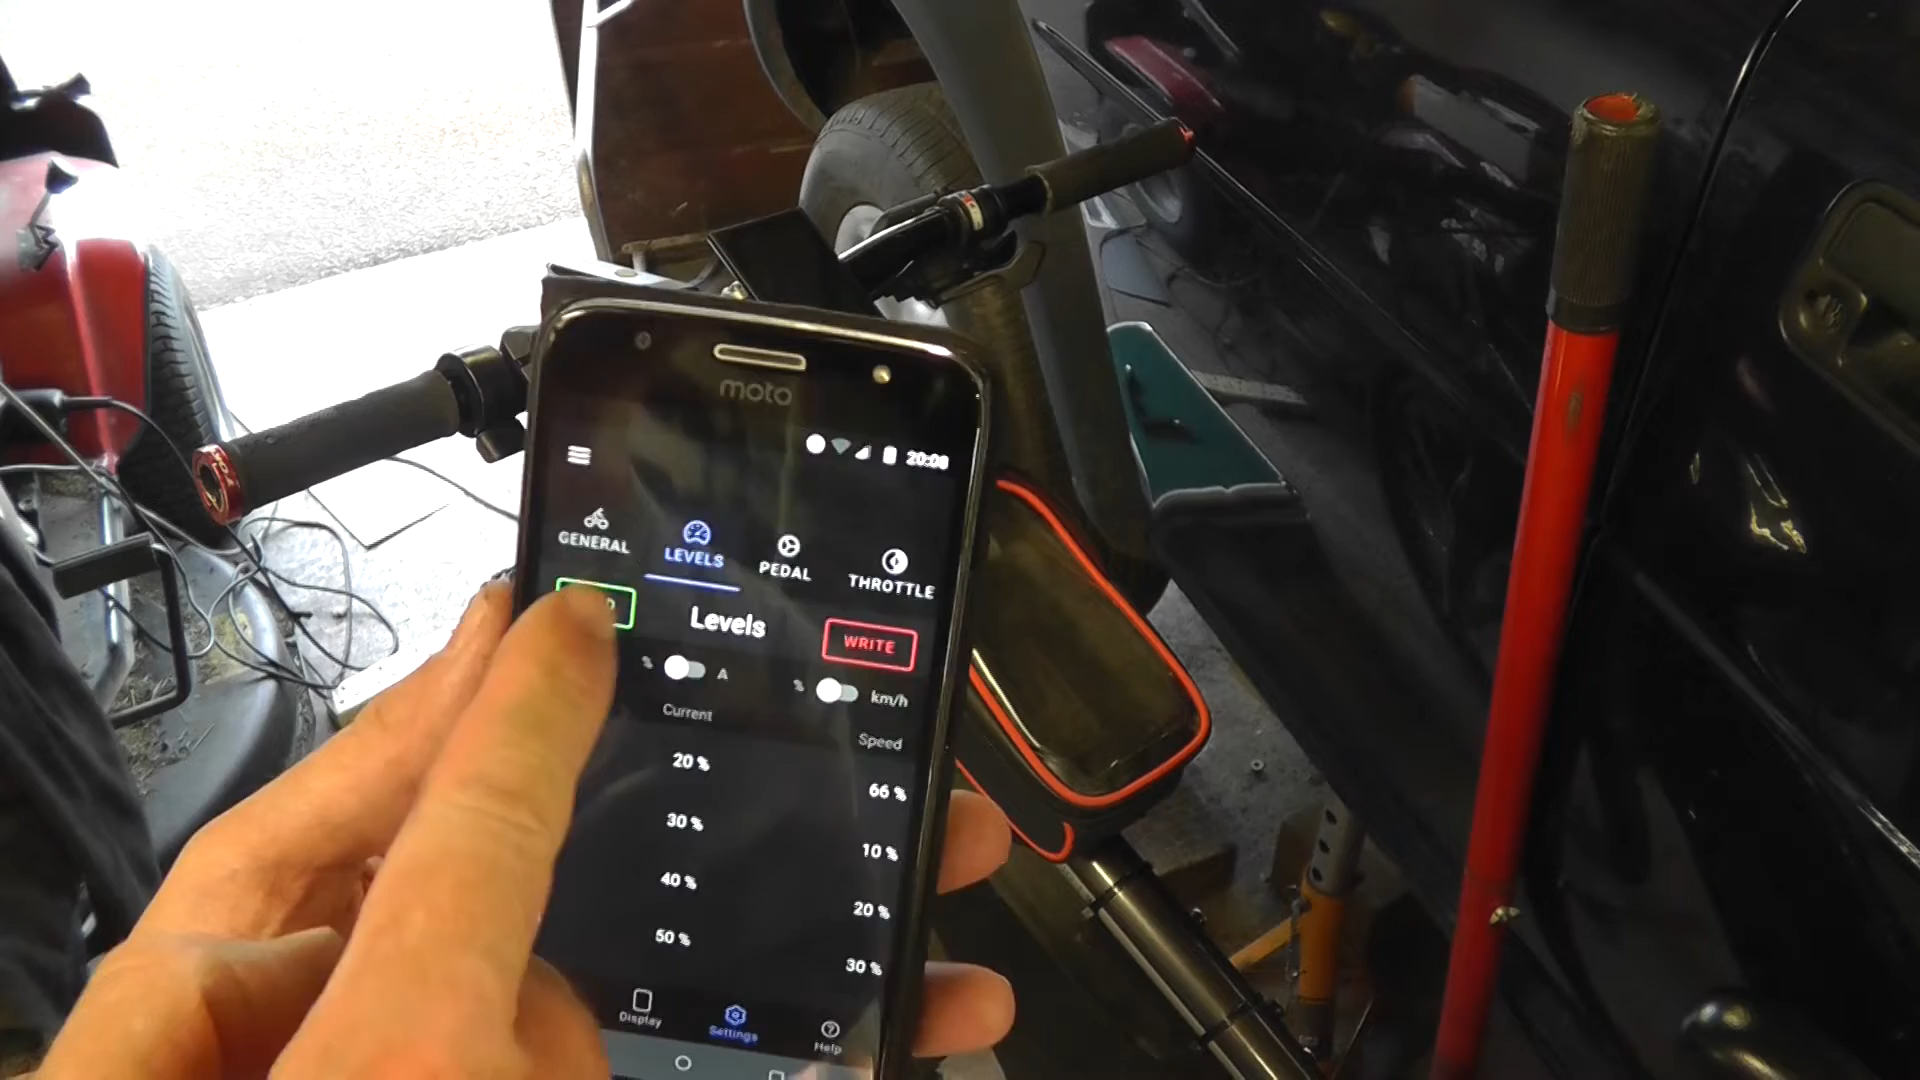 moto
20:08
GENERAL
LEVELS
PEDAL
THROTTLE
Levels
WRITE
% A
% km/h
Current
Speed
20 %
66 %
30 %
10 %
40 %
20 %
50 %
30 %
Display
Settings
Help